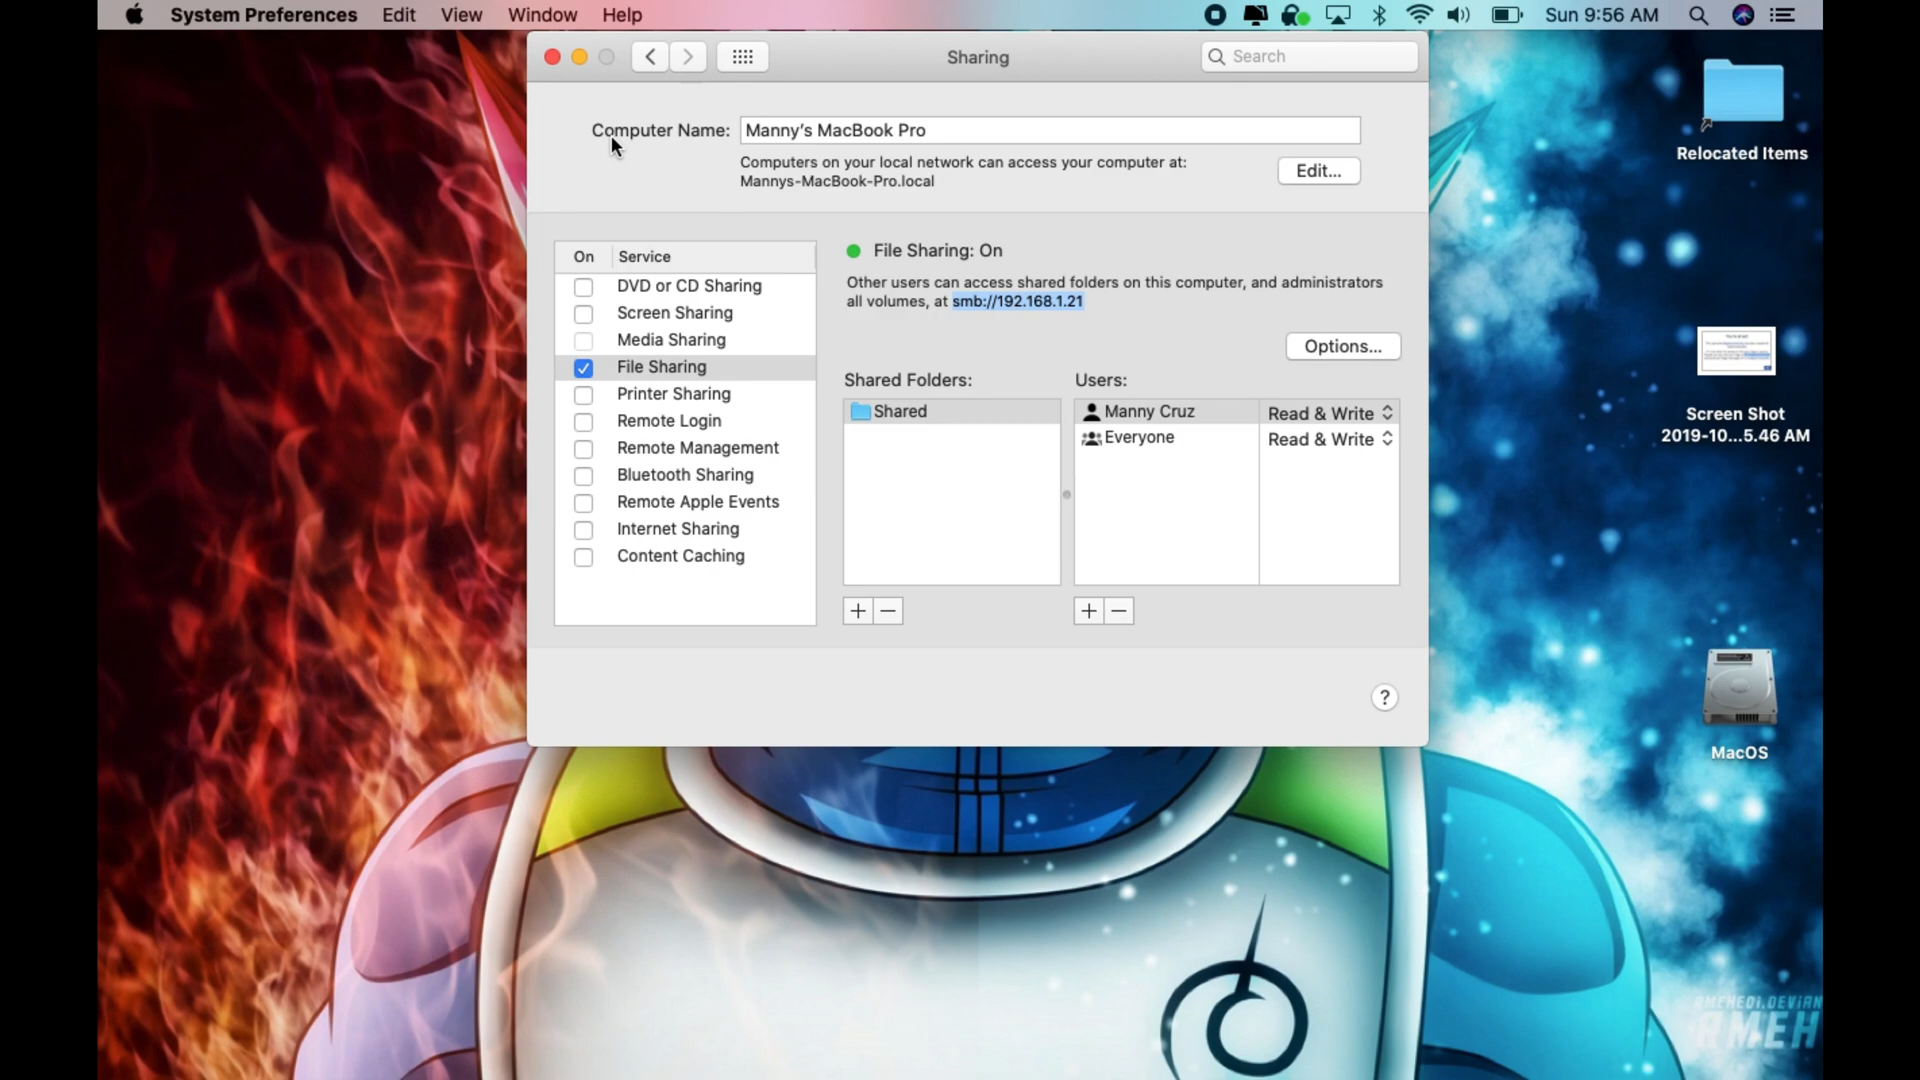 System Preferences Edit View Window Help
Sun 9:56 AM
Sharing
Search
Computer Name: Manny's MacBook Pro
Computers on your local network can access your computer at:
Mannys-MacBook-Pro.local
Edit...
On Service
DVD or CD Sharing
Screen Sharing
Media Sharing
File Sharing
Printer Sharing
Remote Login
Remote Management
Bluetooth Sharing
Remote Apple Events
Internet Sharing
Content Caching
File Sharing: On
Other users can access shared folders on this computer, and administrators
all volumes, at smb://192.168.1.21
Options...
Shared Folders:
Shared
Users:
Manny Cruz Read & Write
Everyone Read & Write
+ −
+ −
?
Relocated Items
Screen Shot
2019-10...5.46 AM
MacOS